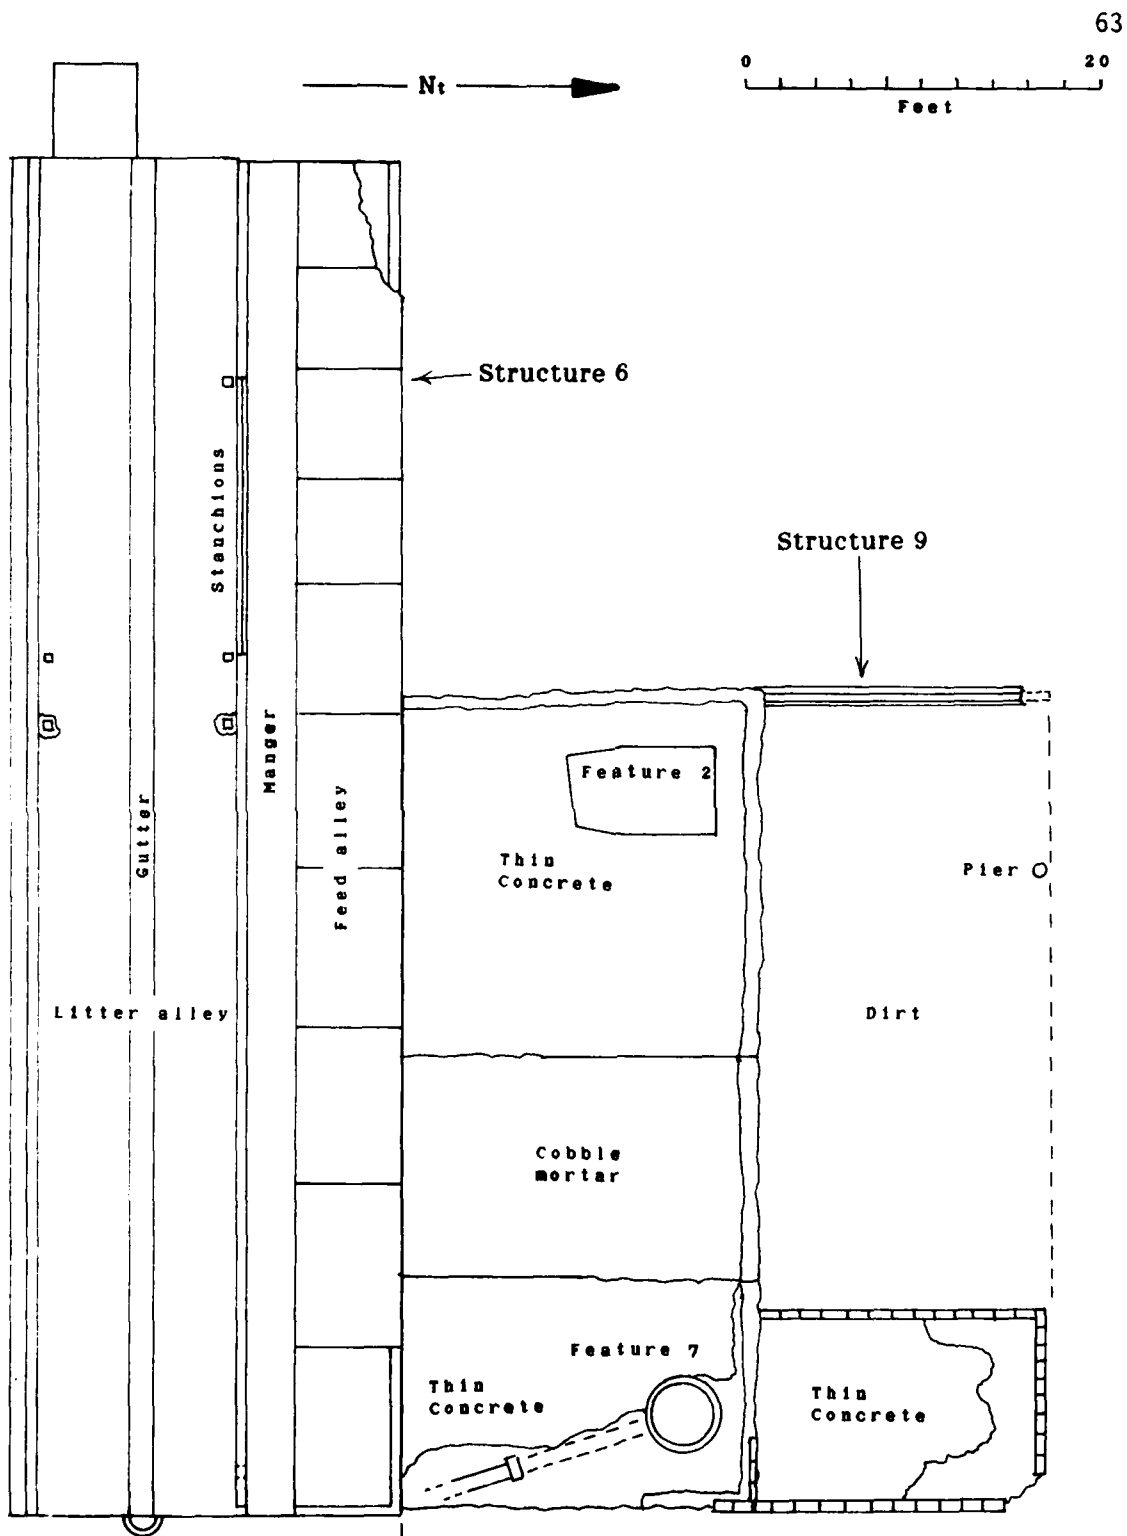 63
0 20
Nt
Feet
Structure 6
Stanchions
Structure 9
Manger
Feature 2
Gutter
Feed alley
Thin
Concrete
Pier
Litter alley
Dirt
Cobble
mortar
Feature 7
Thin
Concrete
Thin
Concrete